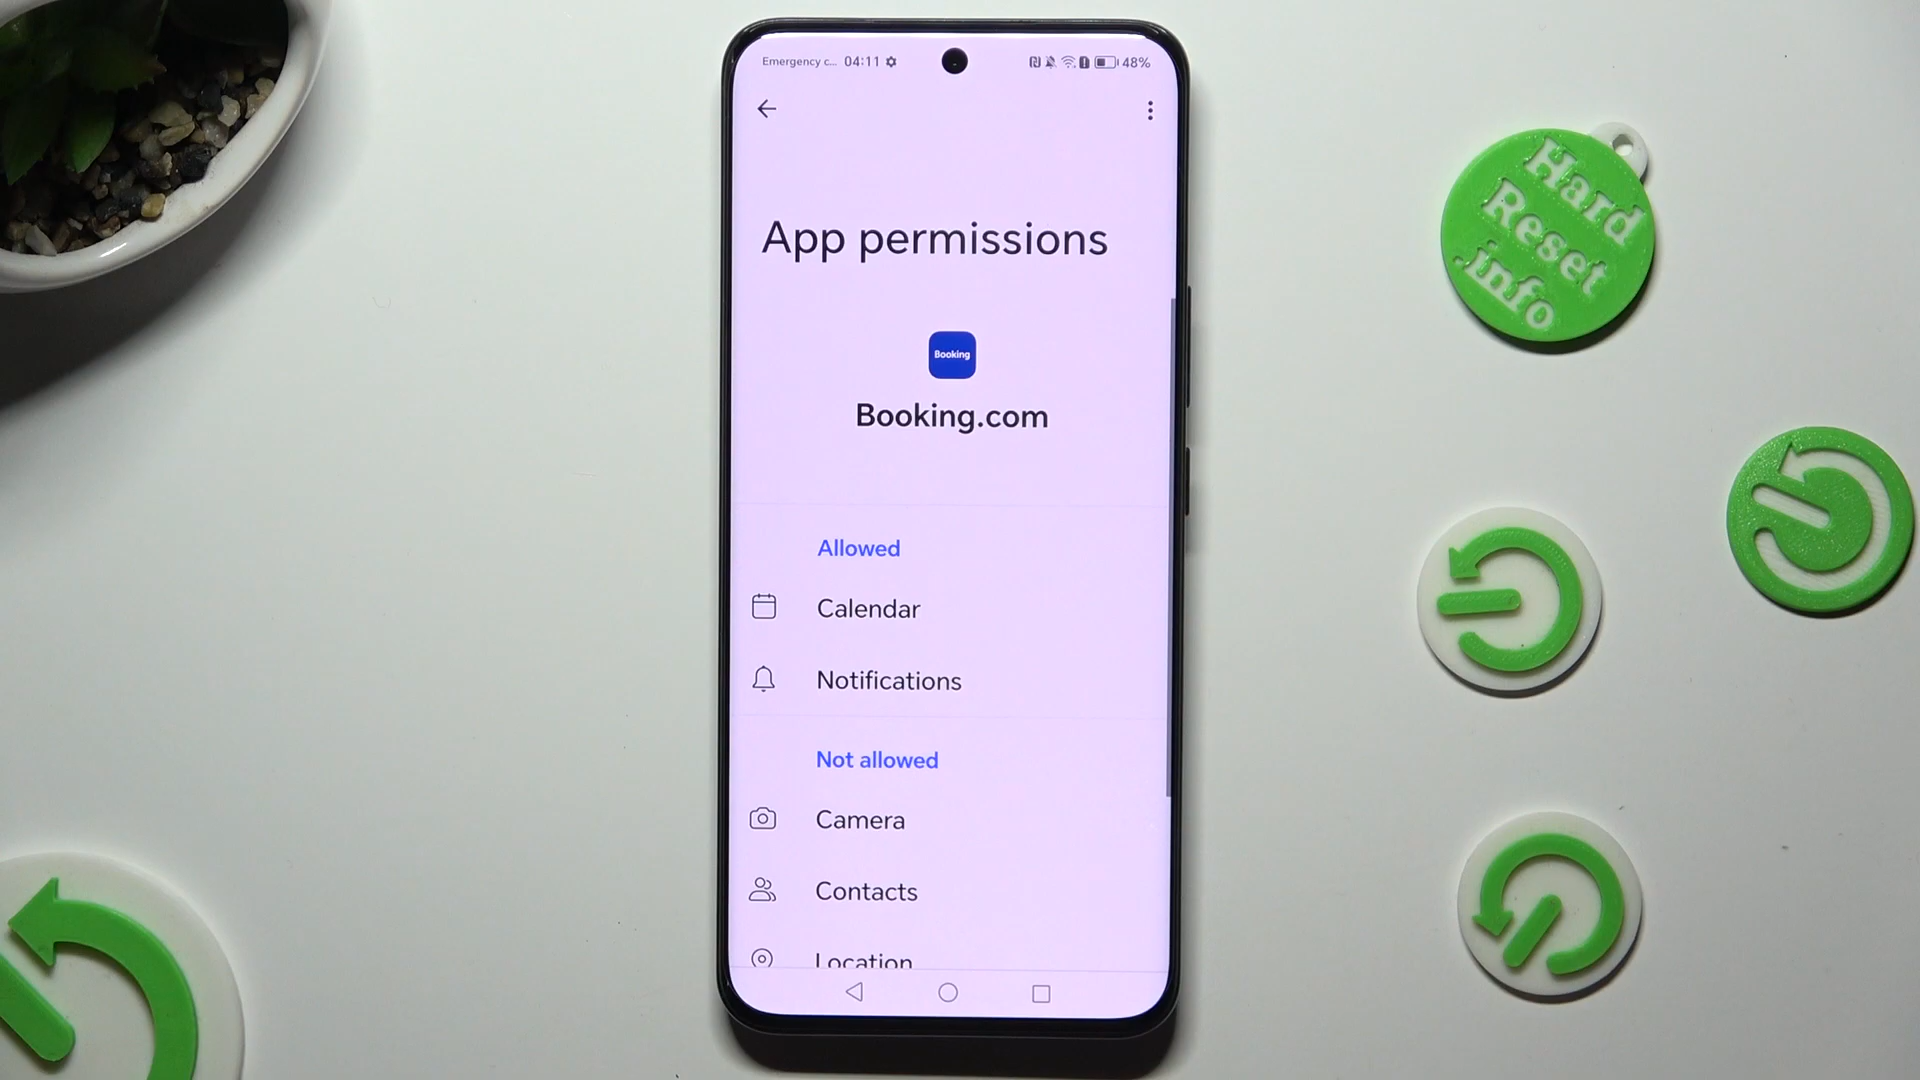 Emergency c... 04:11 48%
App permissions
Booking
Booking.com
Allowed
Calendar
Notifications
Not allowed
Camera
Contacts
Location
Hard
Reset
.info